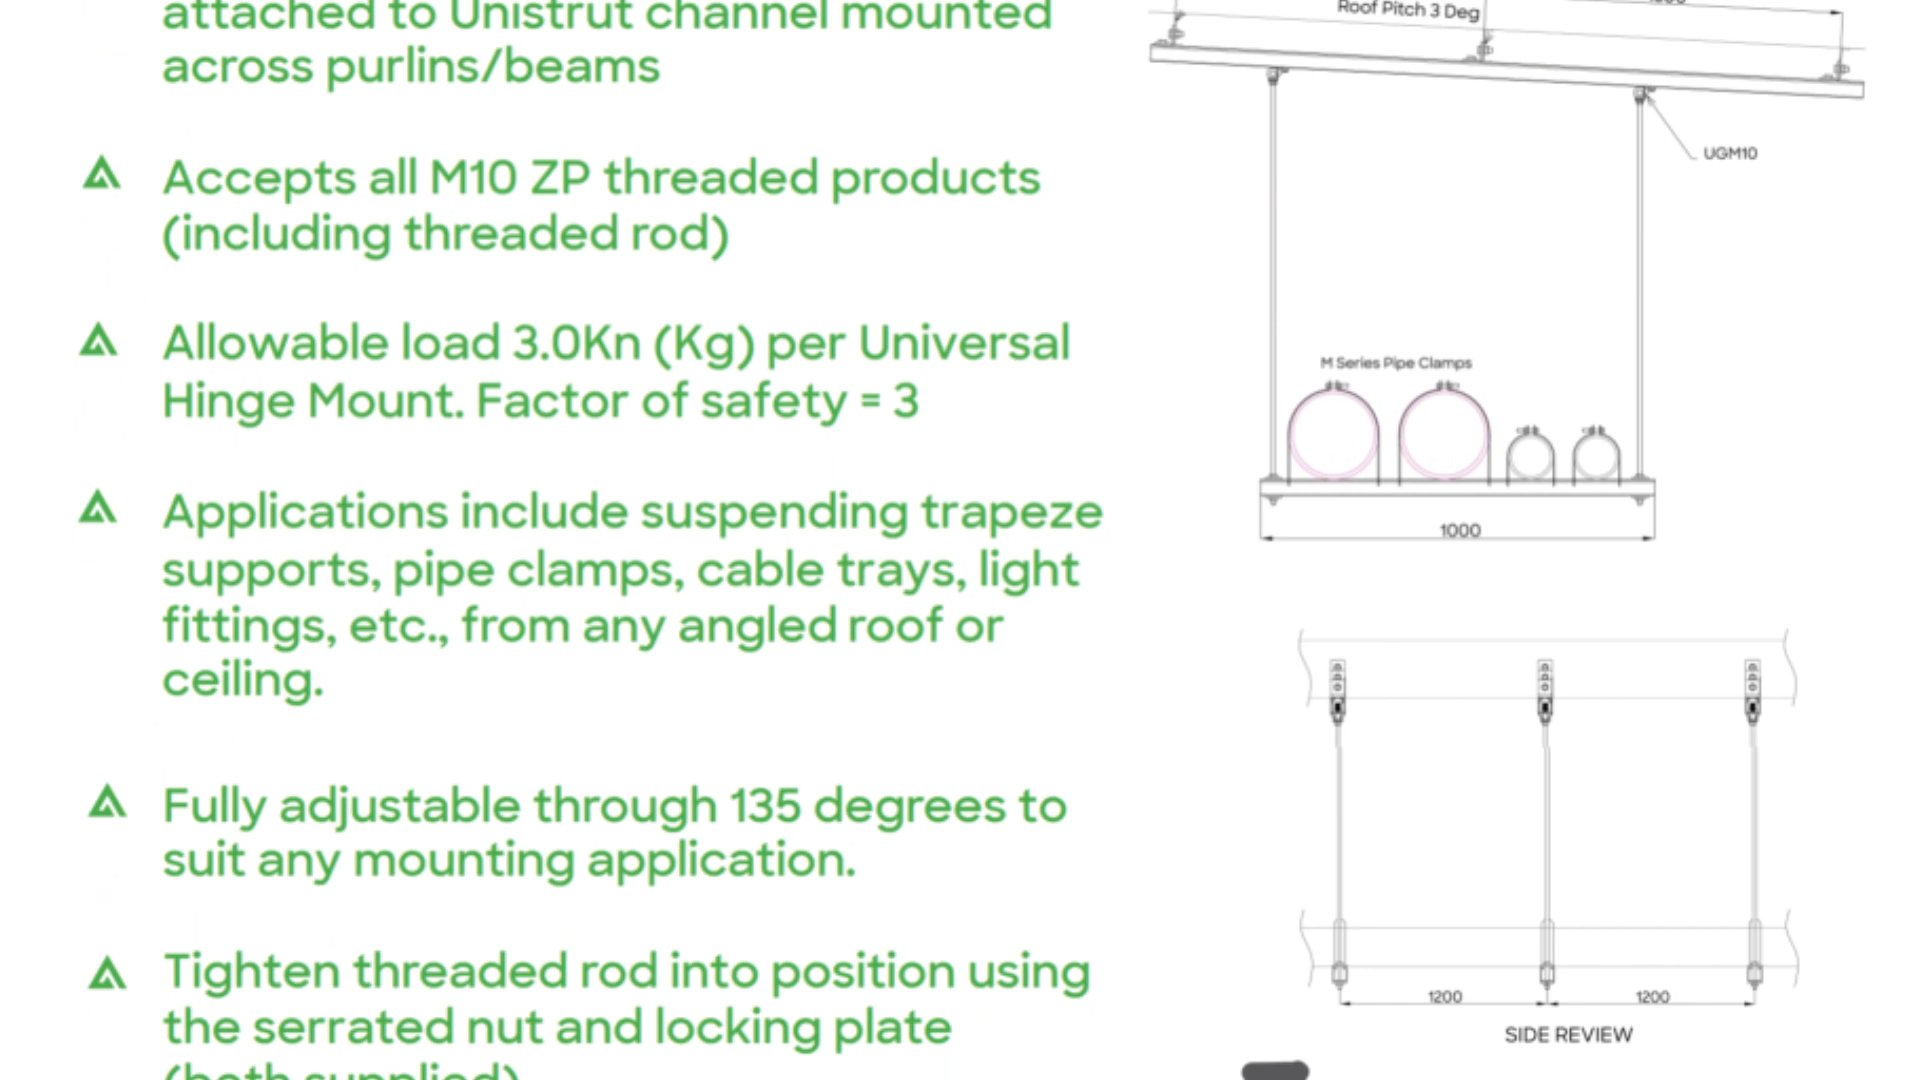 attached to Unistrut channel mounted
across purlins/beams
Accepts all M10 ZP threaded products
(including threaded rod)
Allowable load 3.0Kn (Kg) per Universal
Hinge Mount. Factor of safety = 3
Applications include suspending trapeze
supports, pipe clamps, cable trays, light
fittings, etc., from any angled roof or
ceiling.
Fully adjustable through 135 degrees to
suit any mounting application.
Tighten threaded rod into position using
the serrated nut and locking plate
(both supplied)
Roof Pitch 3 Deg
UGM10
M Series Pipe Clamps
1000
1200
1200
SIDE REVIEW